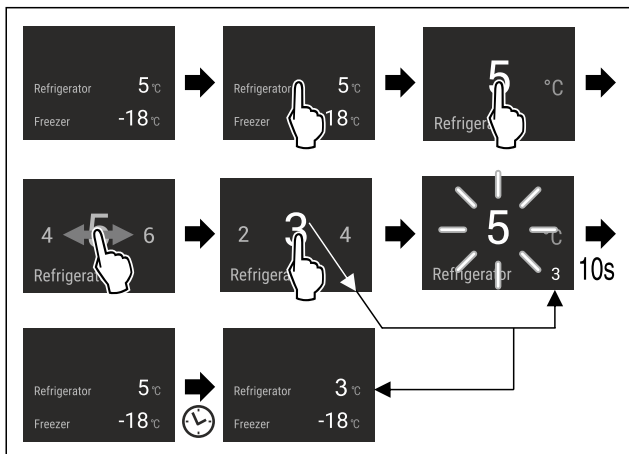 Refrigerator 5 °C
Freezer -18 °C
Refrigerator 5 °C
Freezer 18 °C
5 °C
Refrigera
4 5 6
Refrigerat
2 3 4
Refrigera
5 °C
Refrigerator 3
10s
Refrigerator 5 °C
Freezer -18 °C
Refrigerator 3 °C
Freezer -18 °C